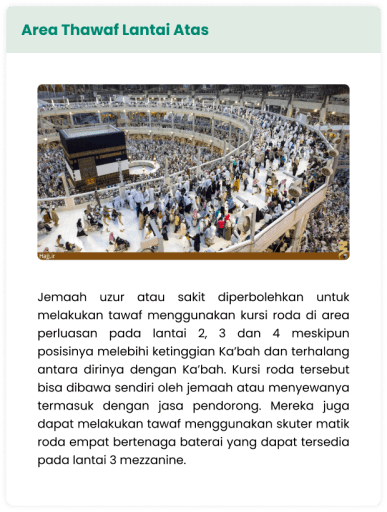 Area Thawaf Lantai Atas
Hajj.ir
Jemaah uzur atau sakit diperbolehkan untuk
melakukan tawaf menggunakan kursi roda di area
perluasan pada lantai 2, 3 dan 4 meskipun
posisinya melebihi ketinggian Ka’bah dan terhalang
antara dirinya dengan Ka’bah. Kursi roda tersebut
bisa dibawa sendiri oleh jemaah atau menyewanya
termasuk dengan jasa pendorong. Mereka juga
dapat melakukan tawaf menggunakan skuter matik
roda empat bertenaga baterai yang dapat tersedia
pada lantai 3 mezzanine.